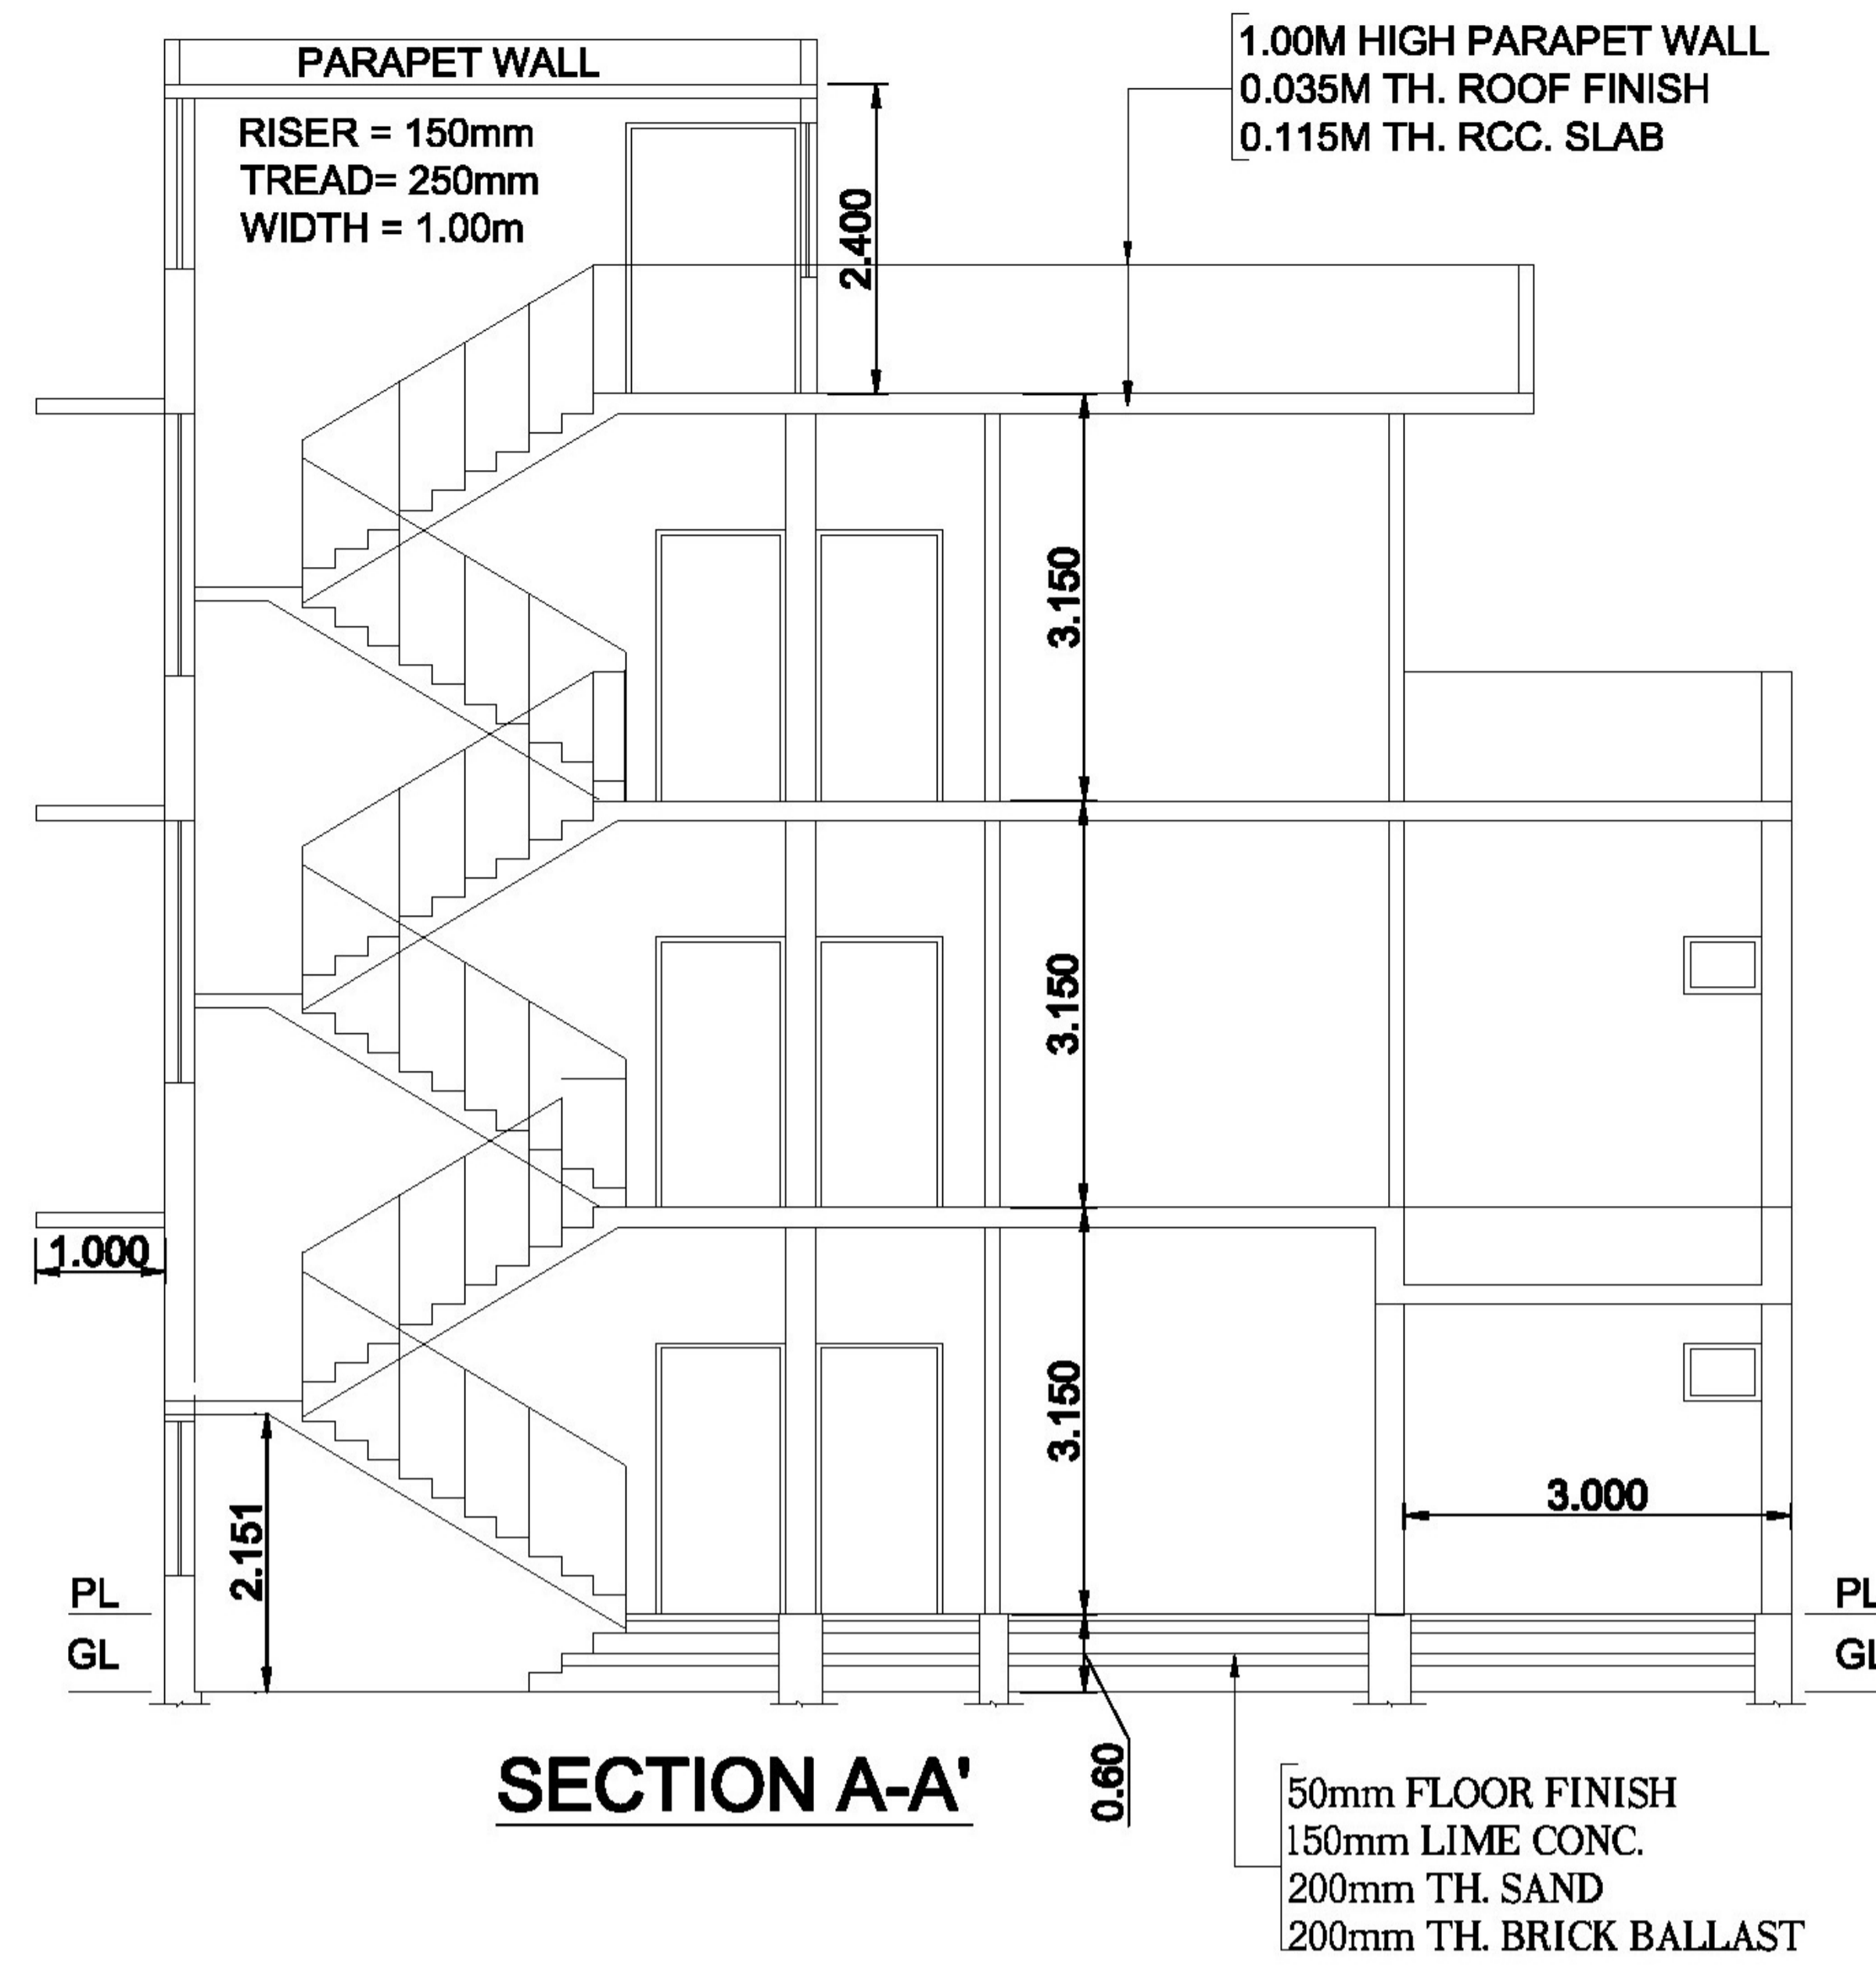 PARAPET WALL
RISER = 150mm
TREAD= 250mm
WIDTH = 1.00m
1.00M HIGH PARAPET WALL
0.035M TH. ROOF FINISH
0.115M TH. RCC. SLAB
2.400
3.150
3.150
1.000
3.150
3.000
2.151
PL
GL
PL
GL
0.60
SECTION A-A'
50mm FLOOR FINISH
150mm LIME CONC.
200mm TH. SAND
200mm TH. BRICK BALLAST